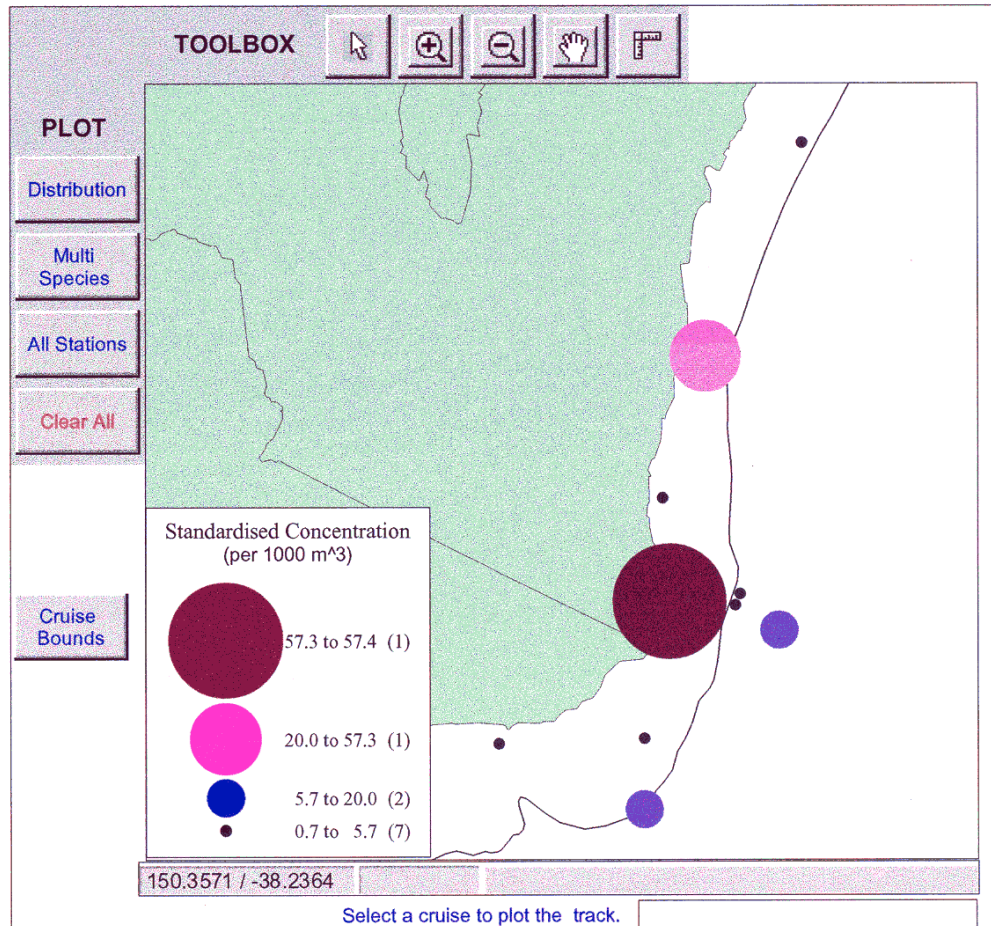 TOOLBOX
PLOT
Distribution
Multi
Species
All Stations
Clear All
Cruise
Bounds
Standardised Concentration
(per 1000 m^3)
57.3 to 57.4 (1)
20.0 to 57.3 (1)
5.7 to 20.0 (2)
0.7 to 5.7 (7)
150.3571 / -38.2364
Select a cruise to plot the track.